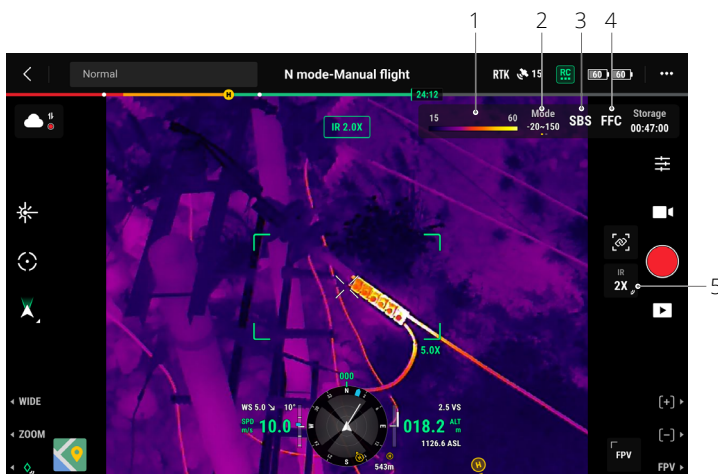 1 2 3 4
Normal
N mode-Manual flight
RTK 15 RC 60 60
H 24:12
15 60
Mode
-20~150
SBS FFC
Storage
00:47:00
IR 2.0X
IR
2X
5
5.0X
000
WS 5.0 ↘ 10°
2.5 VS
SPD
m/s
10.0
018.2
ALT
m
1126.6 ASL
N
E
S
W
543m
H
WIDE
ZOOM
[+]
[-]
FPV
FPV